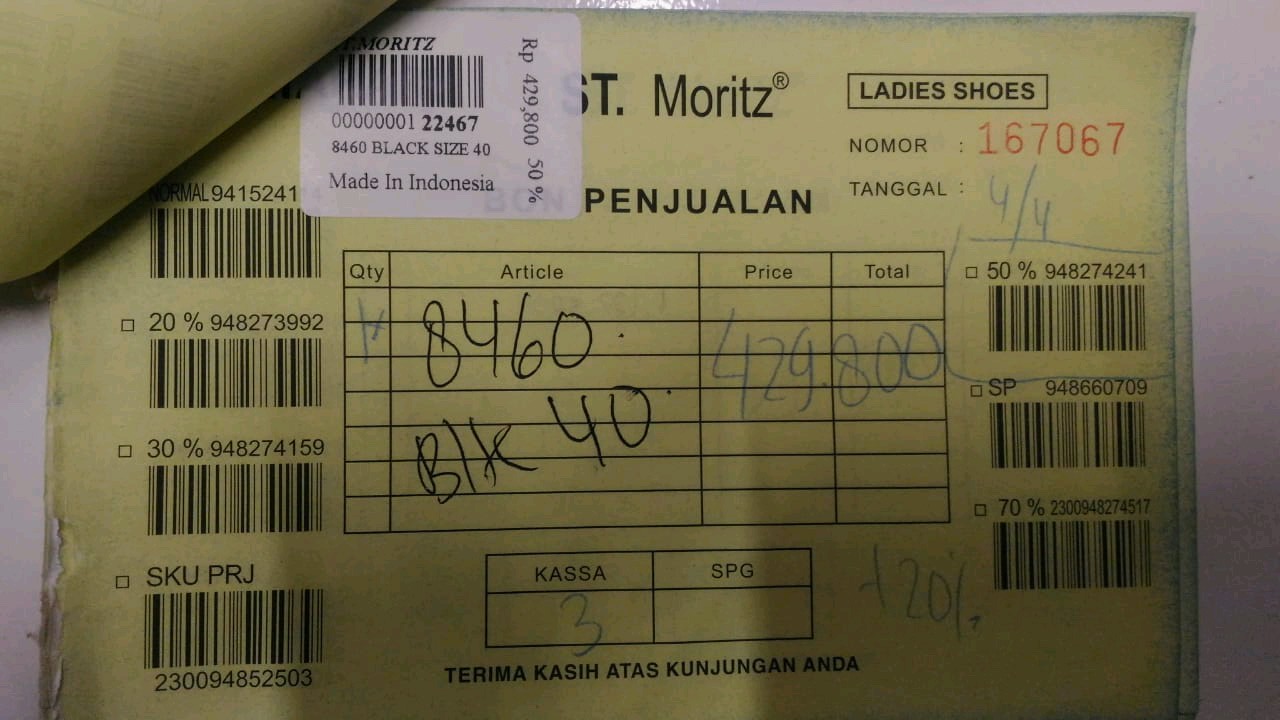 T.MORITZ
00000001 22467
8460 BLACK SIZE 40
Made In Indonesia
Rp 429,800 50%
ST. Moritz®
LADIES SHOES
NOMOR : 167067
TANGGAL : 4/4
BON PENJUALAN
NORMAL 9415241
20 % 948273992
30 % 948274159
SKU PRJ
230094852503
Qty Article Price Total
8460
429.800
Blk 40
50 % 948274241
SP 948660709
70 % 2300948274517
KASSA SPG
3
+20%
TERIMA KASIH ATAS KUNJUNGAN ANDA